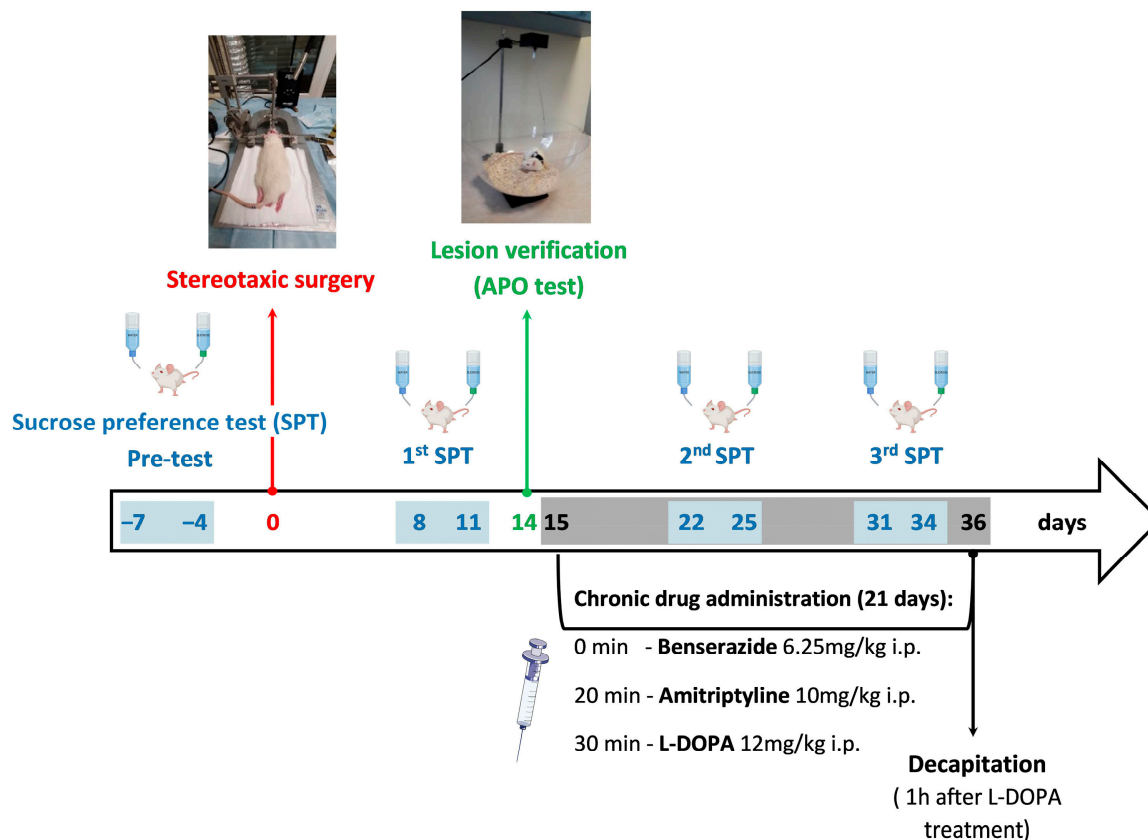 Stereotaxic surgery
Lesion verification
(APO test)
Sucrose preference test (SPT)
Pre-test
1st SPT
2nd SPT
3rd SPT
–7 –4 0 8 11 14 15 22 25 31 34 36 days
Chronic drug administration (21 days):
0 min - Benserazide 6.25mg/kg i.p.
20 min - Amitriptyline 10mg/kg i.p.
30 min - L-DOPA 12mg/kg i.p.
Decapitation
( 1h after L-DOPA
treatment)